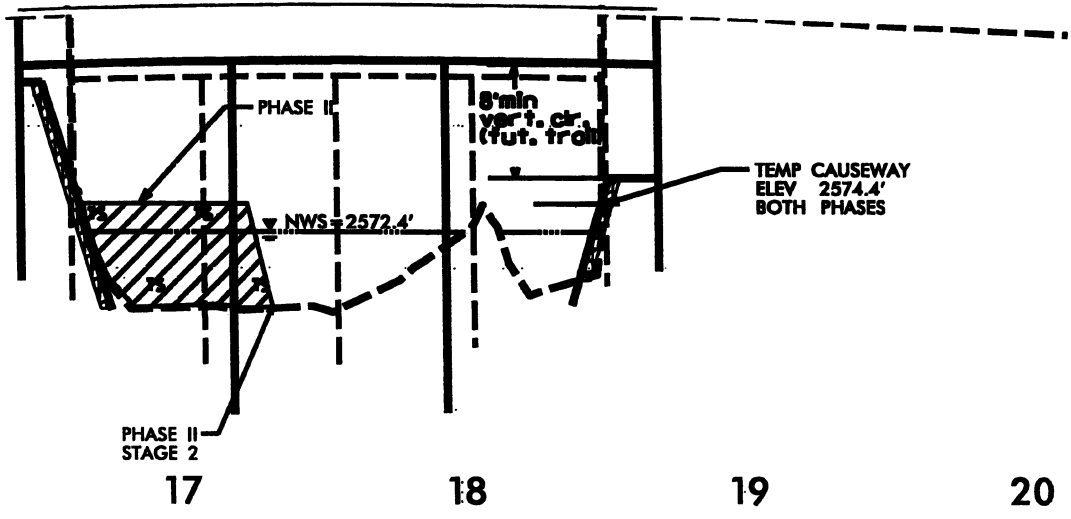 PHASE II
8'min
vert. clr.
(fut. trail)
TEMP CAUSEWAY
ELEV 2574.4'
BOTH PHASES
NWS = 2572.4'
PHASE II
STAGE 2
17 18 19 20